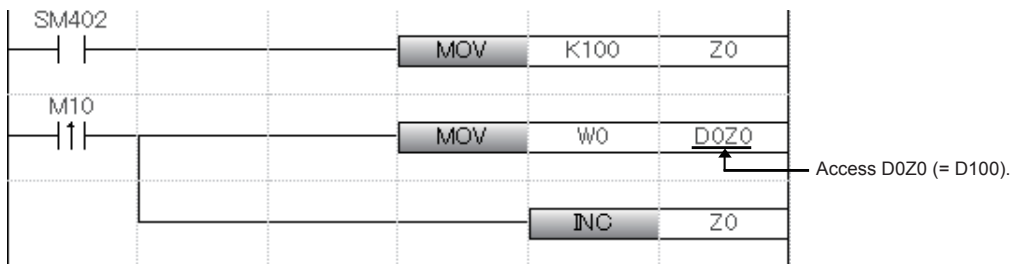 SM402
MOV K100 Z0
M10
MOV W0 D0Z0
Access D0Z0 (= D100).
INC Z0